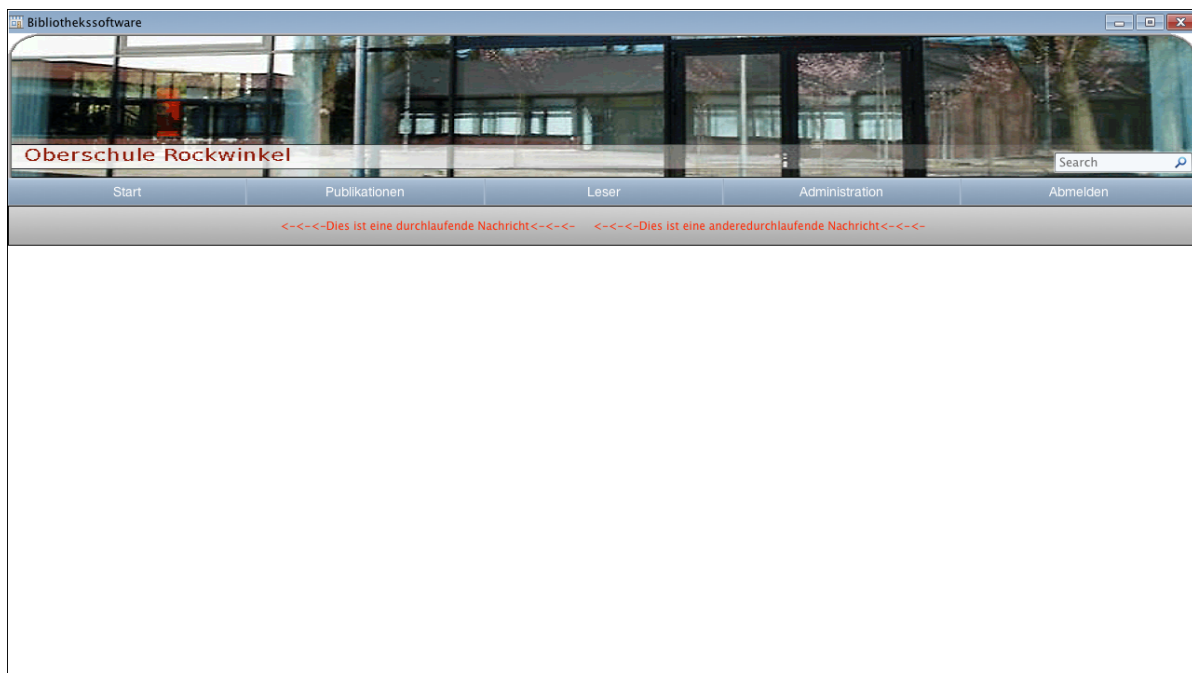 Bibliothekssoftware
Oberschule Rockwinkel
Search
Start Publikationen Leser Administration Abmelden
<-<-<-Dies ist eine durchlaufende Nachricht<-<-<- <-<-<-Dies ist eine anderedurchlaufende Nachricht<-<-<-